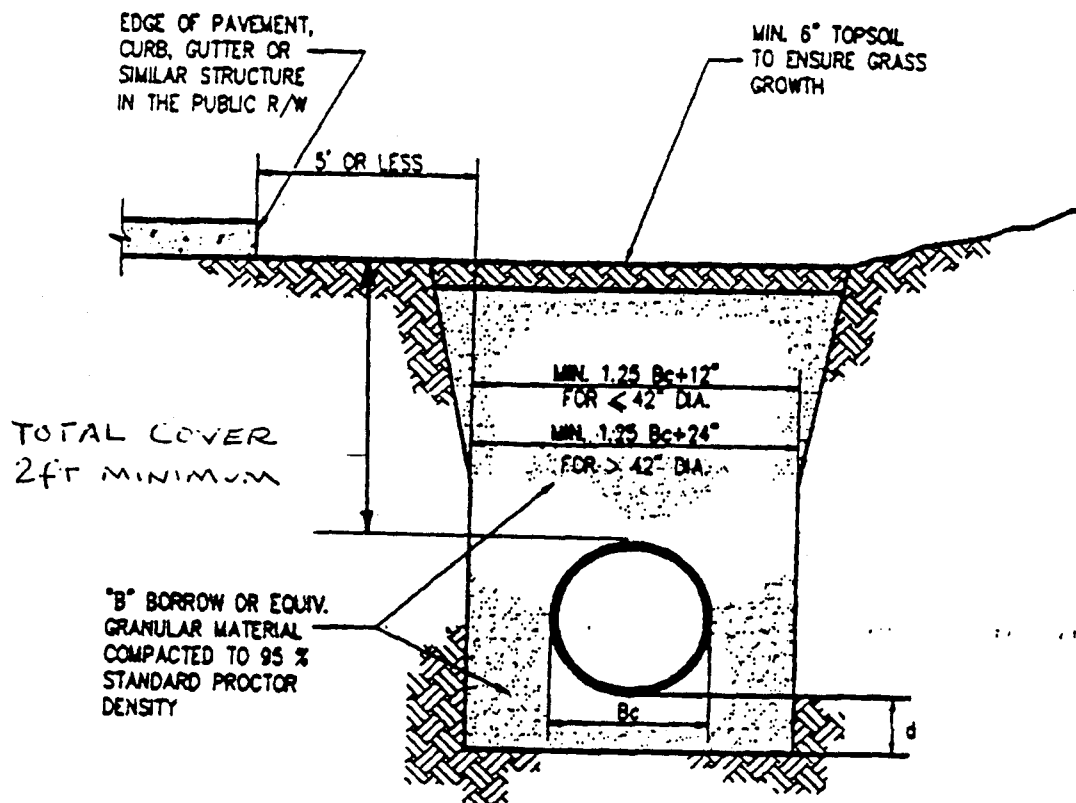 EDGE OF PAVEMENT,
CURB, GUTTER OR
SIMILAR STRUCTURE
IN THE PUBLIC R/W
MIN. 6" TOPSOIL
TO ENSURE GRASS
GROWTH
5' OR LESS
MIN. 1.25 Bc+12"
FOR ⩽ 42" DIA.
MIN. 1.25 Bc+24"
FOR > 42" DIA.
TOTAL COVER
2ft MINIMUM
"B" BORROW OR EQUIV.
GRANULAR MATERIAL
COMPACTED TO 95 %
STANDARD PROCTOR
DENSITY
Bc
d